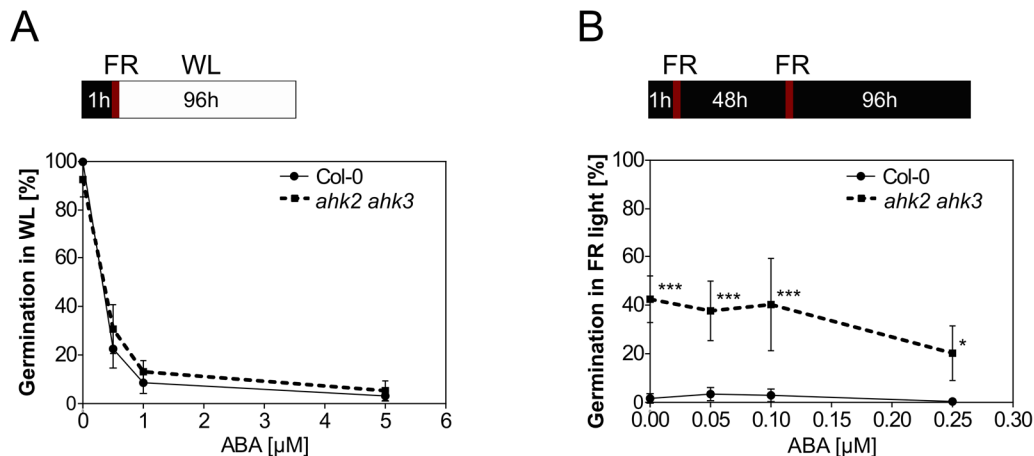 A
FR WL
1h 96h
Germination in WL [%]
100
80
60
40
20
0
Col-0
ahk2 ahk3
0 1 2 3 4 5 6
ABA [µM]
B
FR FR
1h 48h 96h
Germination in FR light [%]
100
80
60
40
20
0
Col-0
ahk2 ahk3
***
***
***
*
0.00 0.05 0.10 0.15 0.20 0.25 0.30
ABA [µM]